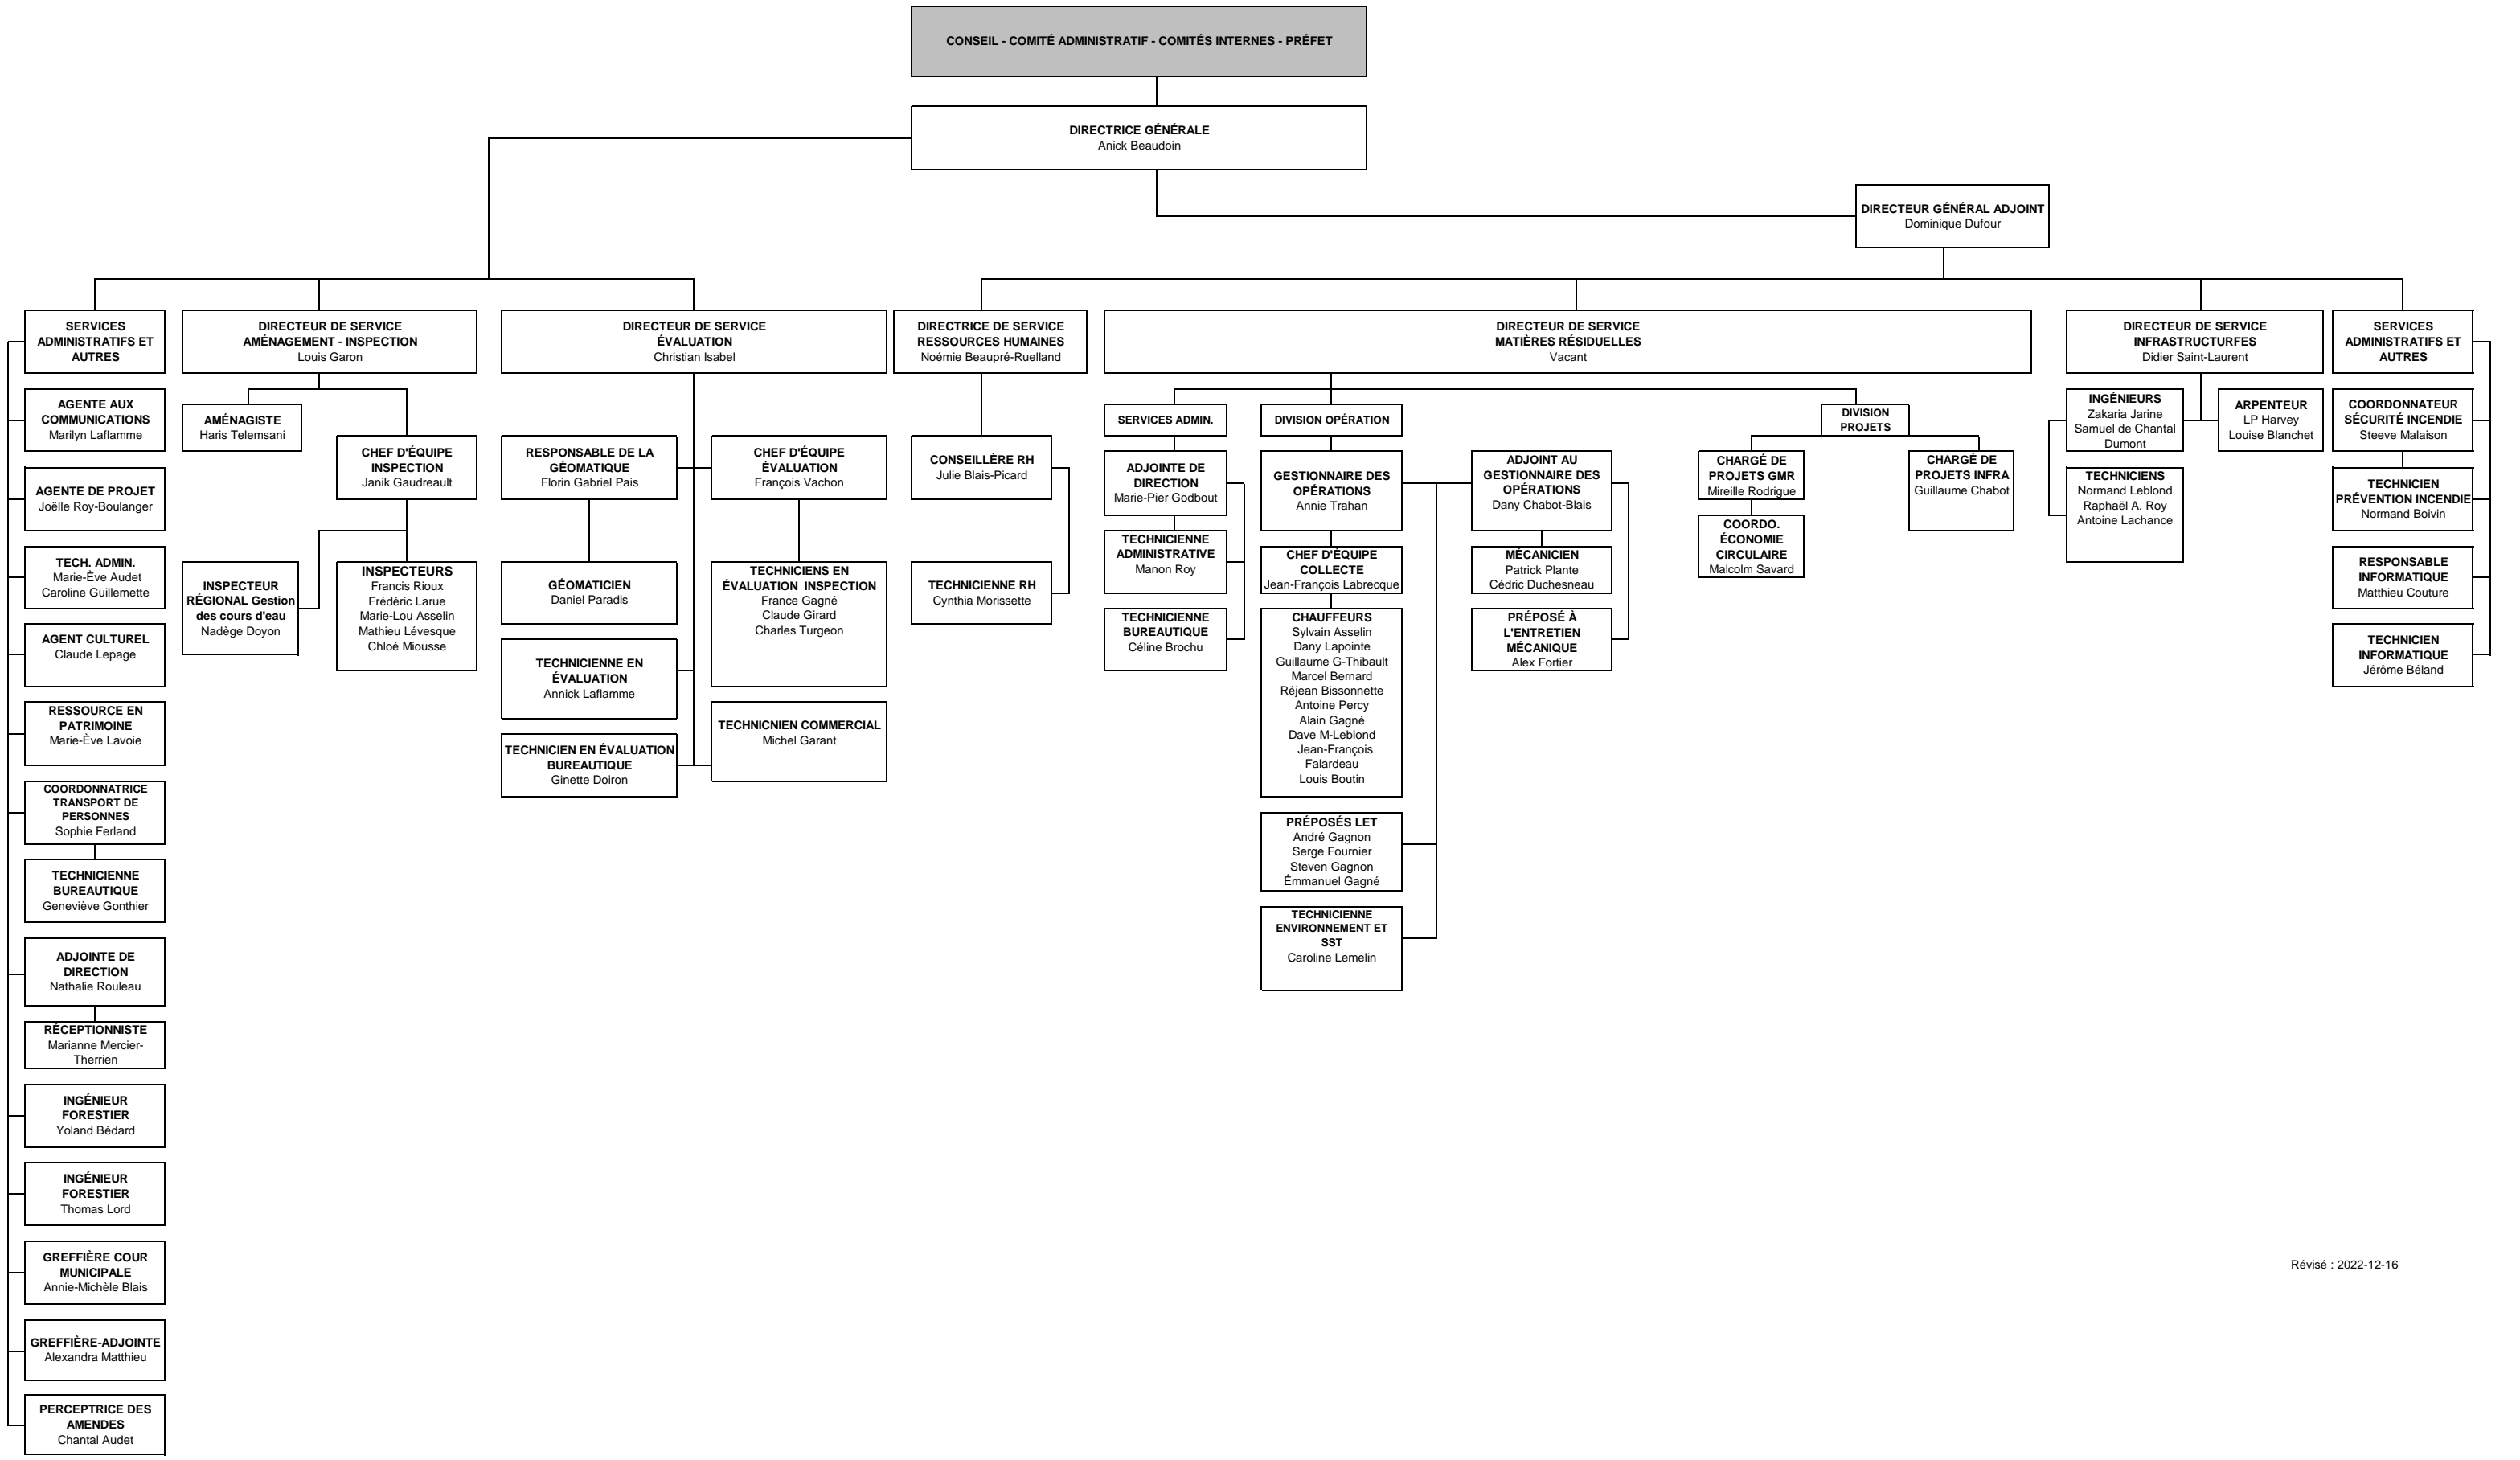 CONSEIL - COMITÉ ADMINISTRATIF - COMITÉS INTERNES - PRÉFET
DIRECTRICE GÉNÉRALE
Anick Beaudoin
DIRECTEUR GÉNÉRAL ADJOINT
Dominique Dufour
SERVICES
ADMINISTRATIFS ET
AUTRES
AGENTE AUX
COMMUNICATIONS
Marilyn Laflamme
AGENTE DE PROJET
Joëlle Roy-Boulanger
TECH. ADMIN.
Marie-Ève Audet
Caroline Guillemette
AGENT CULTUREL
Claude Lepage
RESSOURCE EN
PATRIMOINE
Marie-Ève Lavoie
COORDONNATRICE
TRANSPORT DE
PERSONNES
Sophie Ferland
TECHNICIENNE
BUREAUTIQUE
Geneviève Gonthier
ADJOINTE DE
DIRECTION
Nathalie Rouleau
RÉCEPTIONNISTE
Marianne Mercier-
Therrien
INGÉNIEUR
FORESTIER
Yoland Bédard
INGÉNIEUR
FORESTIER
Thomas Lord
GREFFIÈRE COUR
MUNICIPALE
Annie-Michèle Blais
GREFFIÈRE-ADJOINTE
Alexandra Matthieu
PERCEPTRICE DES
AMENDES
Chantal Audet
DIRECTEUR DE SERVICE
AMÉNAGEMENT - INSPECTION
Louis Garon
AMÉNAGISTE
Haris Telemsani
CHEF D'ÉQUIPE
INSPECTION
Janik Gaudreault
INSPECTEUR
RÉGIONAL Gestion
des cours d'eau
Nadège Doyon
INSPECTEURS
Francis Rioux
Frédéric Larue
Marie-Lou Asselin
Mathieu Lévesque
Chloé Miousse
DIRECTEUR DE SERVICE
ÉVALUATION
Christian Isabel
RESPONSABLE DE LA
GÉOMATIQUE
Florin Gabriel Pais
GÉOMATICIEN
Daniel Paradis
TECHNICIENNE EN
ÉVALUATION
Annick Laflamme
TECHNICIEN EN ÉVALUATION
BUREAUTIQUE
Ginette Doiron
CHEF D'ÉQUIPE
ÉVALUATION
François Vachon
TECHNICIENS EN
ÉVALUATION INSPECTION
France Gagné
Claude Girard
Charles Turgeon
TECHNICNIEN COMMERCIAL
Michel Garant
DIRECTRICE DE SERVICE
RESSOURCES HUMAINES
Noémie Beaupré-Ruelland
CONSEILLÈRE RH
Julie Blais-Picard
TECHNICIENNE RH
Cynthia Morissette
DIRECTEUR DE SERVICE
MATIÈRES RÉSIDUELLES
Vacant
SERVICES ADMIN.
ADJOINTE DE
DIRECTION
Marie-Pier Godbout
TECHNICIENNE
ADMINISTRATIVE
Manon Roy
TECHNICIENNE
BUREAUTIQUE
Céline Brochu
DIVISION OPÉRATION
GESTIONNAIRE DES
OPÉRATIONS
Annie Trahan
CHEF D'ÉQUIPE
COLLECTE
Jean-François Labrecque
CHAUFFEURS
Sylvain Asselin
Dany Lapointe
Guillaume G-Thibault
Marcel Bernard
Réjean Bissonnette
Antoine Percy
Alain Gagné
Dave M-Leblond
Jean-François
Falardeau
Louis Boutin
PRÉPOSÉS LET
André Gagnon
Serge Fournier
Steven Gagnon
Émmanuel Gagné
TECHNICIENNE
ENVIRONNEMENT ET
SST
Caroline Lemelin
ADJOINT AU
GESTIONNAIRE DES
OPÉRATIONS
Dany Chabot-Blais
MÉCANICIEN
Patrick Plante
Cédric Duchesneau
PRÉPOSÉ À
L'ENTRETIEN
MÉCANIQUE
Alex Fortier
DIVISION
PROJETS
CHARGÉ DE
PROJETS GMR
Mireille Rodrigue
COORDO.
ÉCONOMIE
CIRCULAIRE
Malcolm Savard
CHARGÉ DE
PROJETS INFRA
Guillaume Chabot
DIRECTEUR DE SERVICE
INFRASTRUCTURFES
Didier Saint-Laurent
INGÉNIEURS
Zakaria Jarine
Samuel de Chantal
Dumont
TECHNICIENS
Normand Leblond
Raphaël A. Roy
Antoine Lachance
ARPENTEUR
LP Harvey
Louise Blanchet
SERVICES
ADMINISTRATIFS ET
AUTRES
COORDONNATEUR
SÉCURITÉ INCENDIE
Steeve Malaison
TECHNICIEN
PRÉVENTION INCENDIE
Normand Boivin
RESPONSABLE
INFORMATIQUE
Matthieu Couture
TECHNICIEN
INFORMATIQUE
Jérôme Béland
Révisé : 2022-12-16